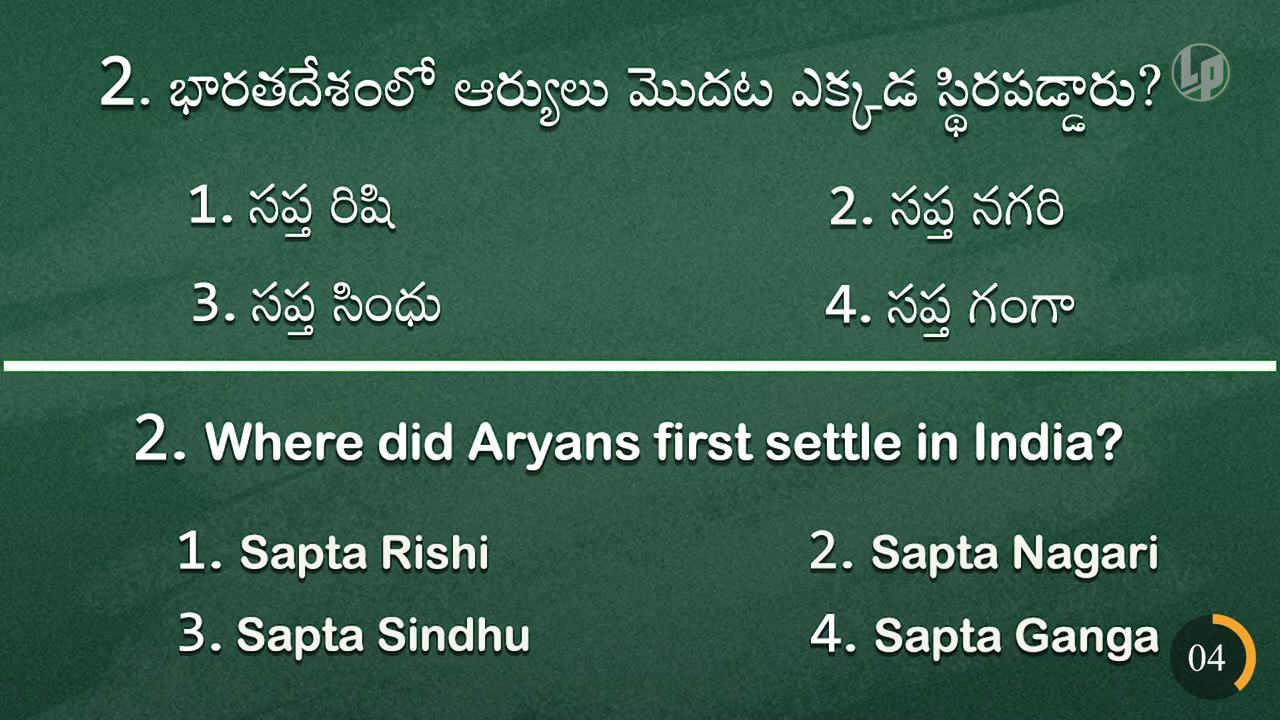 2. భారతదేశంలో ఆర్యులు మొదట ఎక్కడ స్థిరపడ్డారు?
LP
1. సప్త రిషి
2. సప్త నగరి
3. సప్త సింధు
4. సప్త గంగా
2. Where did Aryans first settle in India?
1. Sapta Rishi
2. Sapta Nagari
3. Sapta Sindhu
4. Sapta Ganga
04